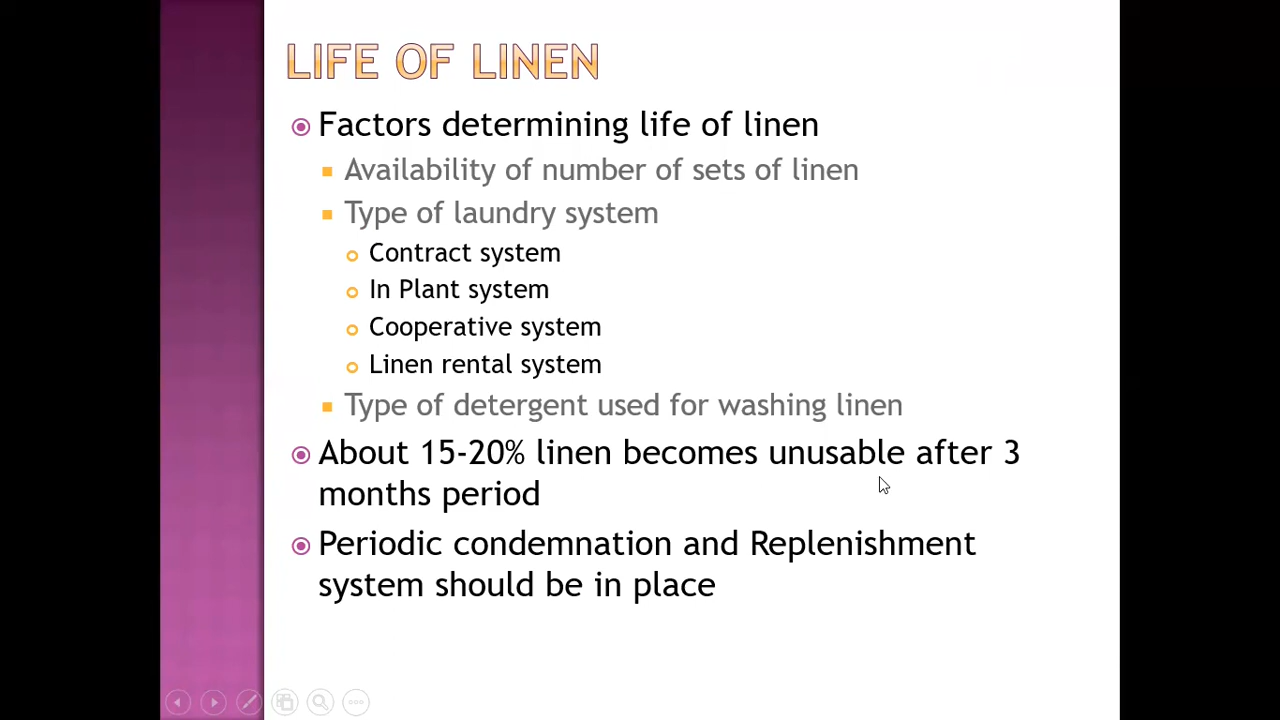 LIFE OF LINEN
Factors determining life of linen
Availability of number of sets of linen
Type of laundry system
Contract system
In Plant system
Cooperative system
Linen rental system
Type of detergent used for washing linen
About 15-20% linen becomes unusable after 3
months period
Periodic condemnation and Replenishment
system should be in place